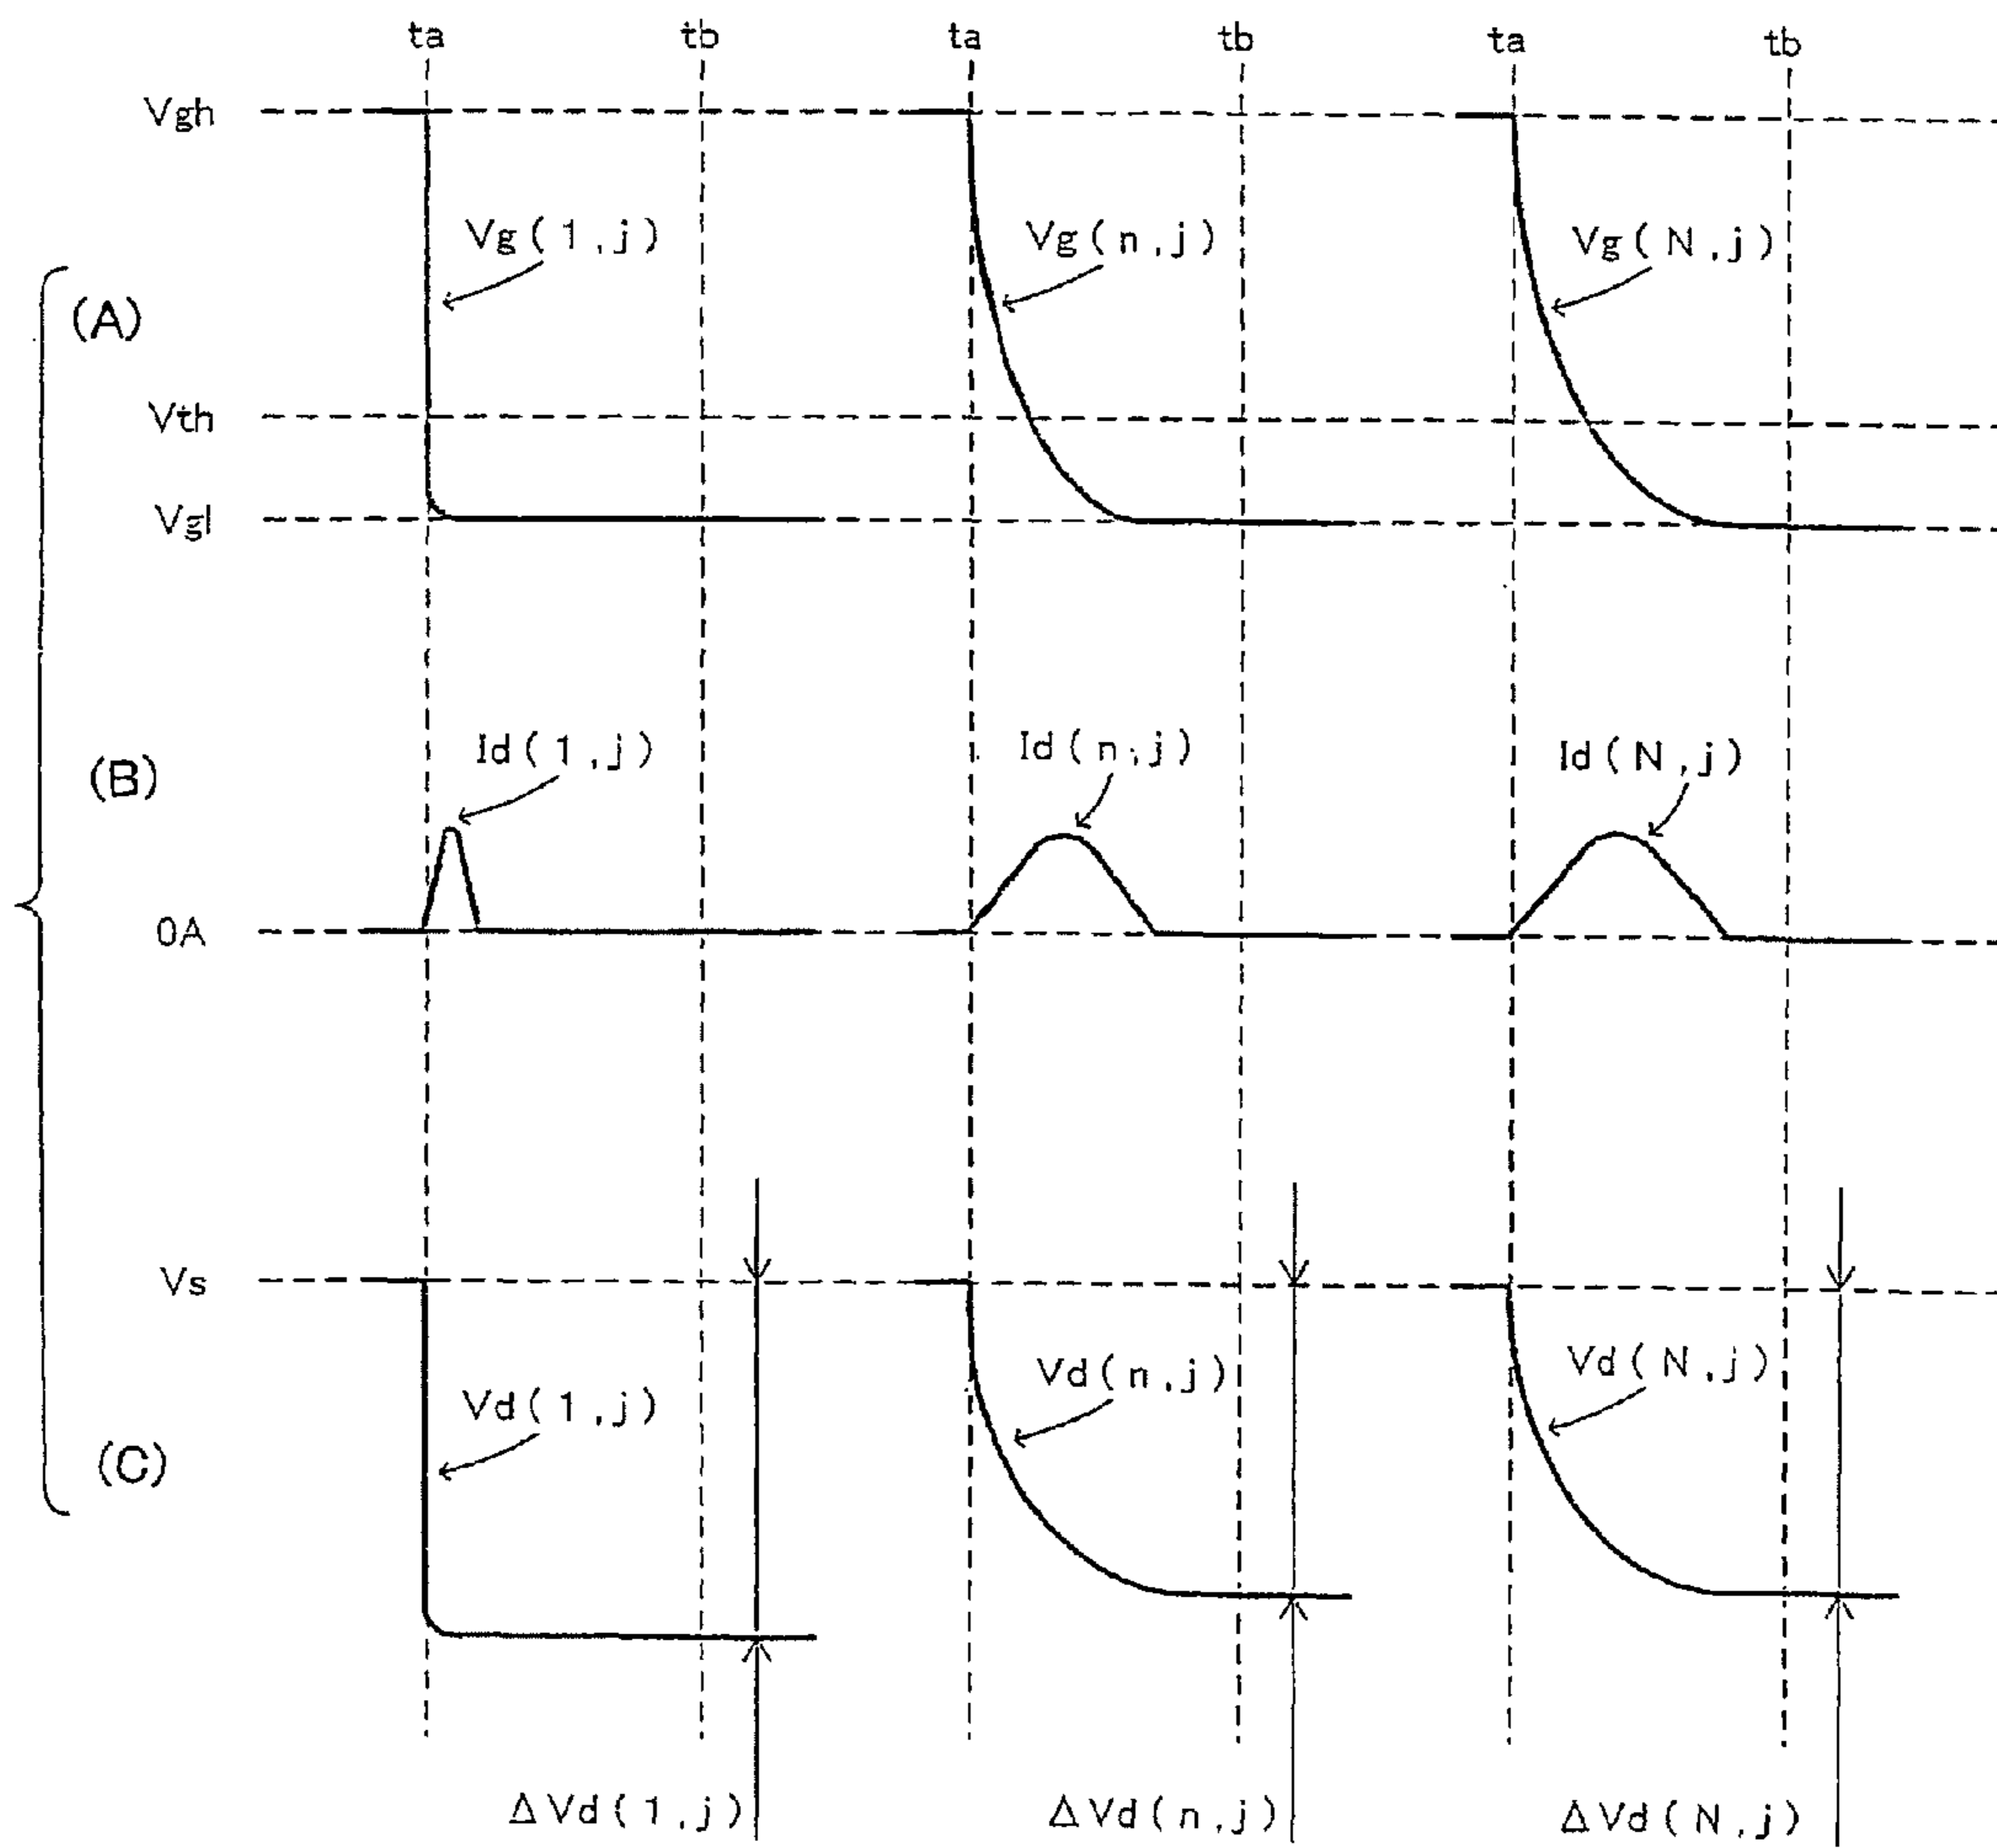 ta tb ta tb ta tb
Vgh
Vg(1,j) Vg(n,j) Vg(N,j)
(A)
Vth
Vgl
Id(1,j) Id(n,j) Id(N,j)
(B)
0A
Vs
Vd(1,j) Vd(n,j) Vd(N,j)
(C)
ΔVd(1,j) ΔVd(n,j) ΔVd(N,j)